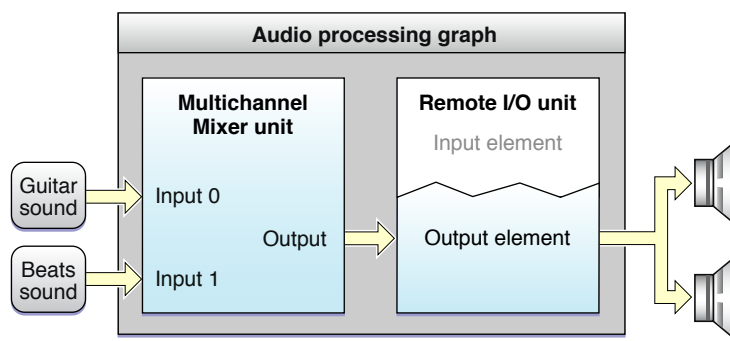 Audio processing graph
Multichannel
Mixer unit
Remote I/O unit
Input element
Guitar
sound
Input 0
Output
Output element
Beats
sound
Input 1